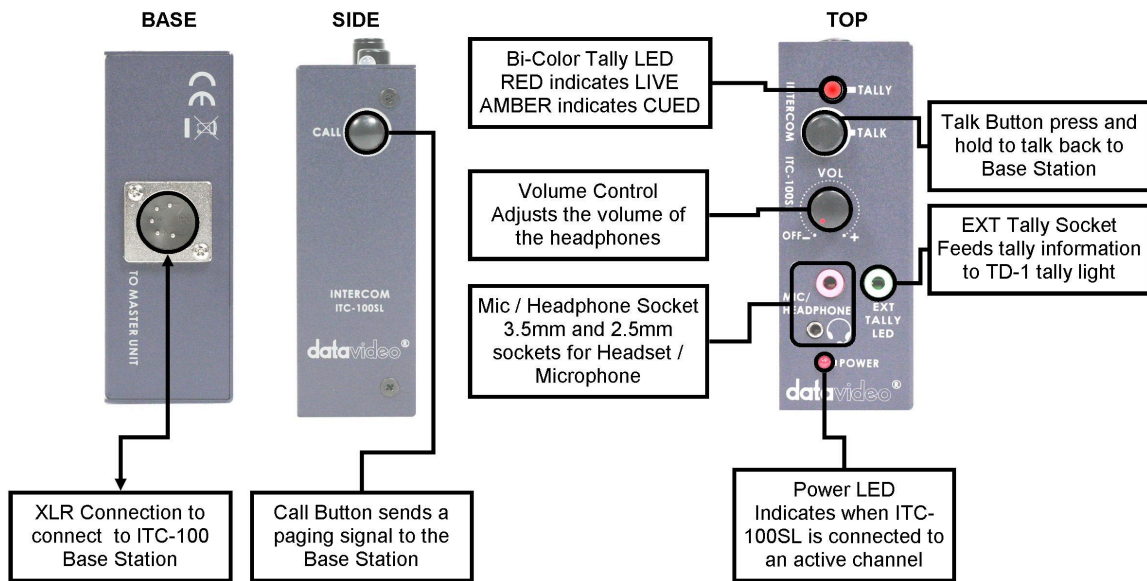 BASE
SIDE
TOP
Bi-Color Tally LED
RED indicates LIVE
AMBER indicates CUED
Volume Control
Adjusts the volume of
the headphones
Mic / Headphone Socket
3.5mm and 2.5mm
sockets for Headset /
Microphone
Talk Button press and
hold to talk back to
Base Station
EXT Tally Socket
Feeds tally information
to TD-1 tally light
XLR Connection to
connect to ITC-100
Base Station
Call Button sends a
paging signal to the
Base Station
Power LED
Indicates when ITC-
100SL is connected to
an active channel
CE
TO MASTER UNIT
CALL
INTERCOM
ITC-100SL
datavideo®
TALLY
TALK
INTERCOM ITC-100S
VOL
OFF – +
MIC/
HEADPHONE
EXT
TALLY
LED
POWER
datavideo®